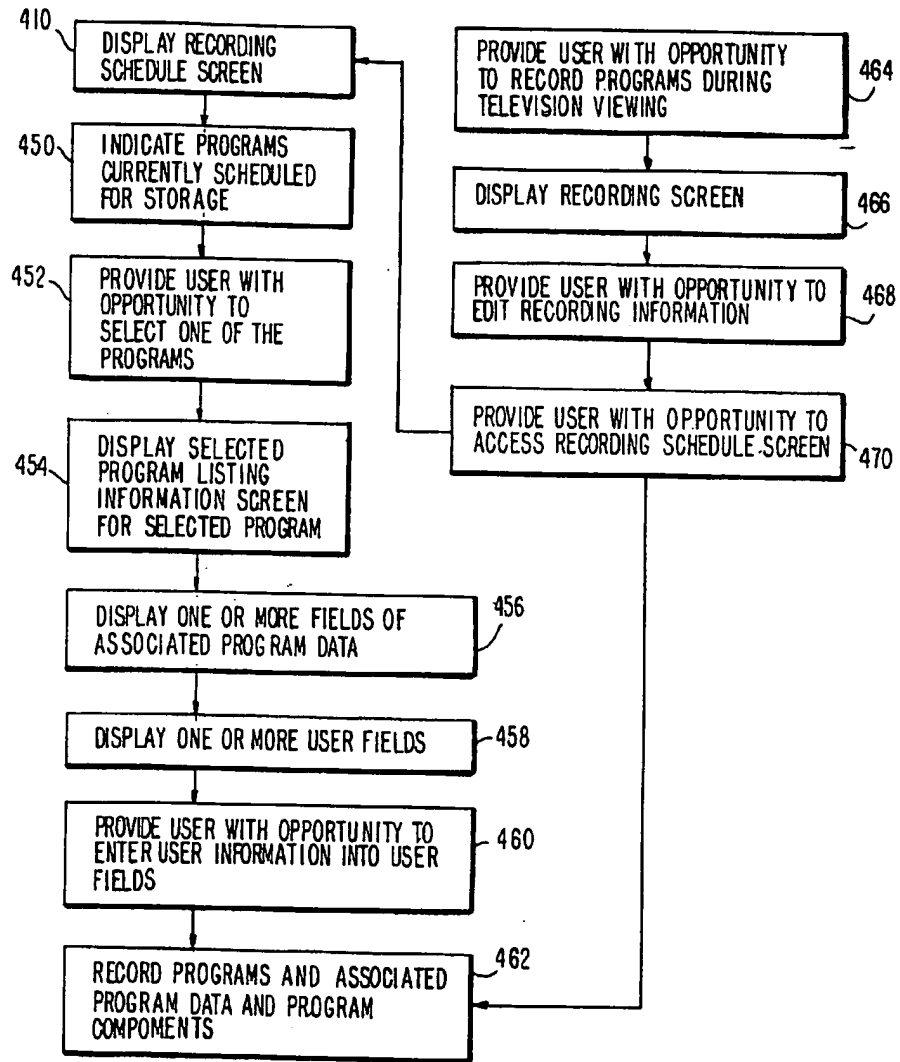 410
DISPLAY RECORDING
SCHEDULE SCREEN
450
INDICATE PROGRAMS
CURRENTLY SCHEDULED
FOR STORAGE
452
PROVIDE USER WITH
OPPORTUNITY TO
SELECT ONE OF THE
PROGRAMS
454
DISPLAY SELECTED
PROGRAM LISTING
INFORMATION SCREEN
FOR SELECTED PROGRAM
DISPLAY ONE OR MORE FIELDS OF
ASSOCIATED PROGRAM DATA
456
DISPLAY ONE OR MORE USER FIELDS
458
PROVIDE USER WITH OPPORTUNITY TO
ENTER USER INFORMATION INTO USER
FIELDS
460
RECORD PROGRAMS AND ASSOCIATED
PROGRAM DATA AND PROGRAM
COMPOMENTS
462
PROVIDE USER WITH OPPORTUNITY
TO RECORD PROGRAMS DURING
TELEVISION VIEWING
464
DISPLAY RECORDING SCREEN
466
PROVIDE USER WITH OPPORTUNITY TO
EDIT RECORDING INFORMATION
468
PROVIDE USER WITH OPPORTUNITY TO
ACCESS RECORDING SCHEDULE SCREEN
470